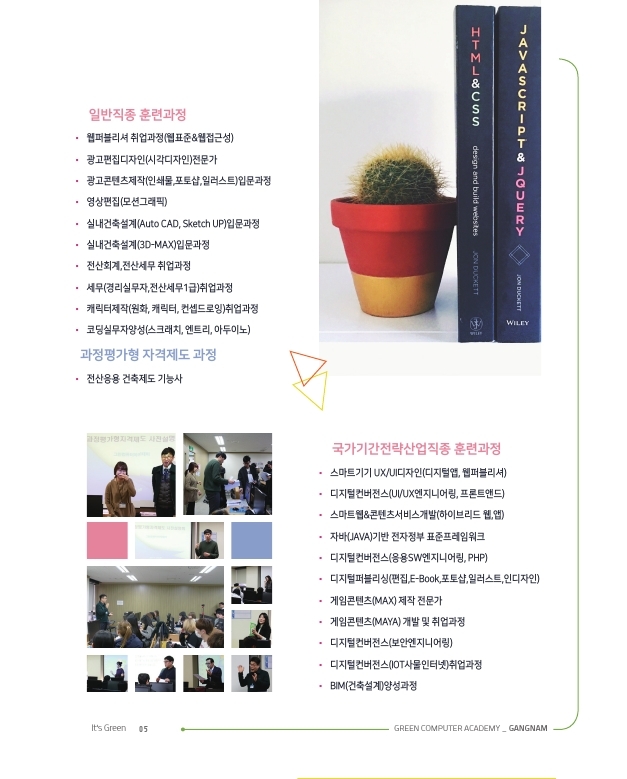 HTML&CSS
design and build websites
JON DUCKETT
JAVASCRIPT & JQUERY
JON DUCKETT
WILEY
일반직종 훈련과정
• 웹퍼블리셔 취업과정(웹표준&웹접근성)
• 광고편집디자인(시각디자인)전문가
• 광고콘텐츠제작(인쇄물,포토샵,일러스트)입문과정
• 영상편집(모션그래픽)
• 실내건축설계(Auto CAD, Sketch UP)입문과정
• 실내건축설계(3D-MAX)입문과정
• 전산회계,전산세무 취업과정
• 세무(경리실무자,전산세무1급)취업과정
• 캐릭터제작(원화, 캐릭터, 컨셉드로잉)취업과정
• 코딩실무자양성(스크래치, 엔트리, 아두이노)
과정평가형 자격제도 과정
• 전산응용 건축제도 기능사
국가기간전략산업직종 훈련과정
• 스마트기기 UX/UI디자인(디지털앱, 웹퍼블리셔)
• 디지털컨버전스(UI/UX엔지니어링, 프론트앤드)
• 스마트웹&콘텐츠서비스개발(하이브리드 웹,앱)
• 자바(JAVA)기반 전자정부 표준프레임워크
• 디지털컨버전스(응용SW엔지니어링, PHP)
• 디지털퍼블리싱(편집,E-Book,포토샵,일러스트,인디자인)
• 게임콘텐츠(MAX) 제작 전문가
• 게임콘텐츠(MAYA) 개발 및 취업과정
• 디지털컨버전스(보안엔지니어링)
• 디지털컨버전스(IOT사물인터넷)취업과정
• BIM(건축설계)양성과정
It's Green 05
GREEN COMPUTER ACADEMY _ GANGNAM